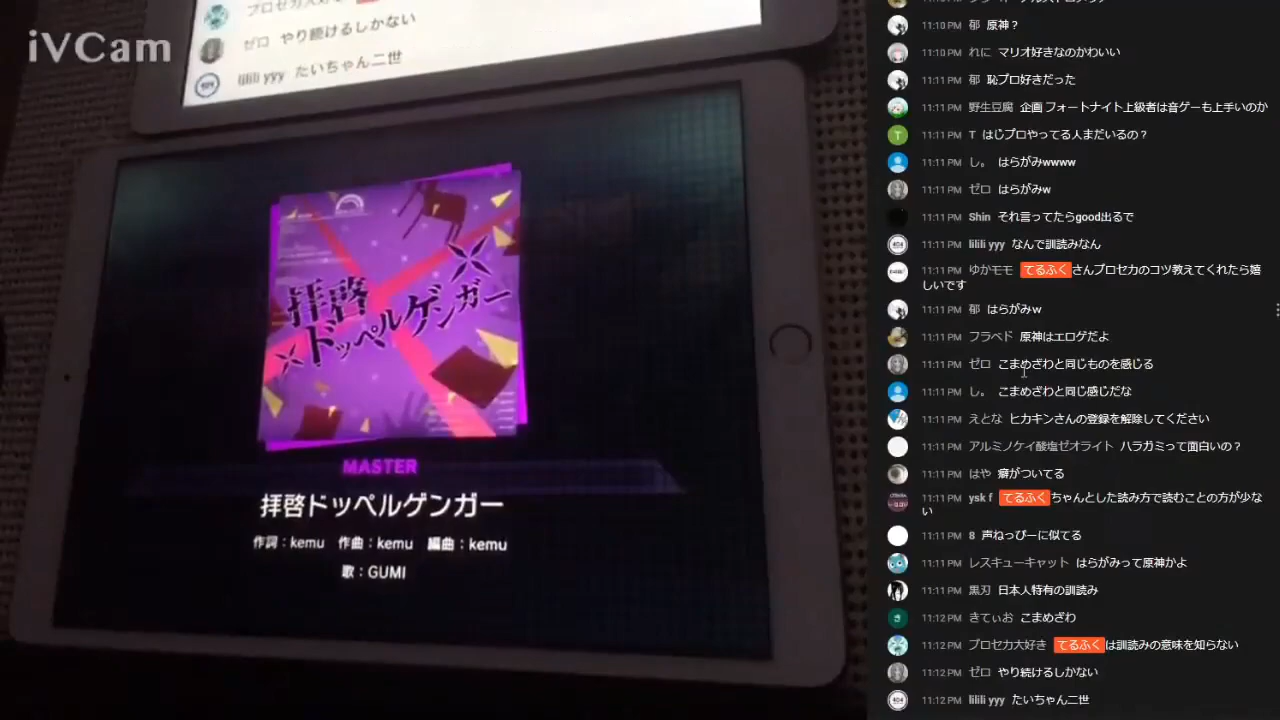 iVCam
ゼロ やり続けるしかない
lililili yyy たいちゃん二世
拝啓
ドッペルゲンガー
MASTER
拝啓ドッペルゲンガー
作詞:kemu 作曲:kemu 編曲:kemu
歌:GUMI
11:10 PM 郁 原神?
11:10 PM れに マリオ好きなのかわいい
11:11 PM 郁 恥プロ好きだった
11:11 PM 野生豆腐 企画 フォートナイト上級者は音ゲーも上手いのか
T 11:11 PM T はじプロやってる人まだいるの?
11:11 PM し。 はらがみwwww
11:11 PM ゼロ はらがみw
11:11 PM Shin それ言ってたらgood出るで
11:11 PM lililili yyy なんで訓読みなん
11:11 PM ゆかモモ てるふくさんプロセカのコツ教えてくれたら嬉
しいです
11:11 PM 郁 はらがみw
11:11 PM フラベド 原神はエロゲだよ
11:11 PM ゼロ こまめざわと同じものを感じる
11:11 PM し。 こまめざわと同じ感じだな
11:11 PM えとな ヒカキンさんの登録を解除してください
11:11 PM アルミノケイ酸塩ゼオライト ハラガミって面白いの?
11:11 PM はや 癖がついてる
11:11 PM ysk f てるふくちゃんとした読み方で読むことの方が少な
い
11:11 PM 8 声ねっぴーに似てる
11:11 PM レスキューキャット はらがみって原神かよ
11:11 PM 黒刃 日本人特有の訓読み
き 11:12 PM きてぃお こまめざわ
11:12 PM プロセカ大好き てるふくは訓読みの意味を知らない
11:12 PM ゼロ やり続けるしかない
11:12 PM lililili yyy たいちゃん二世